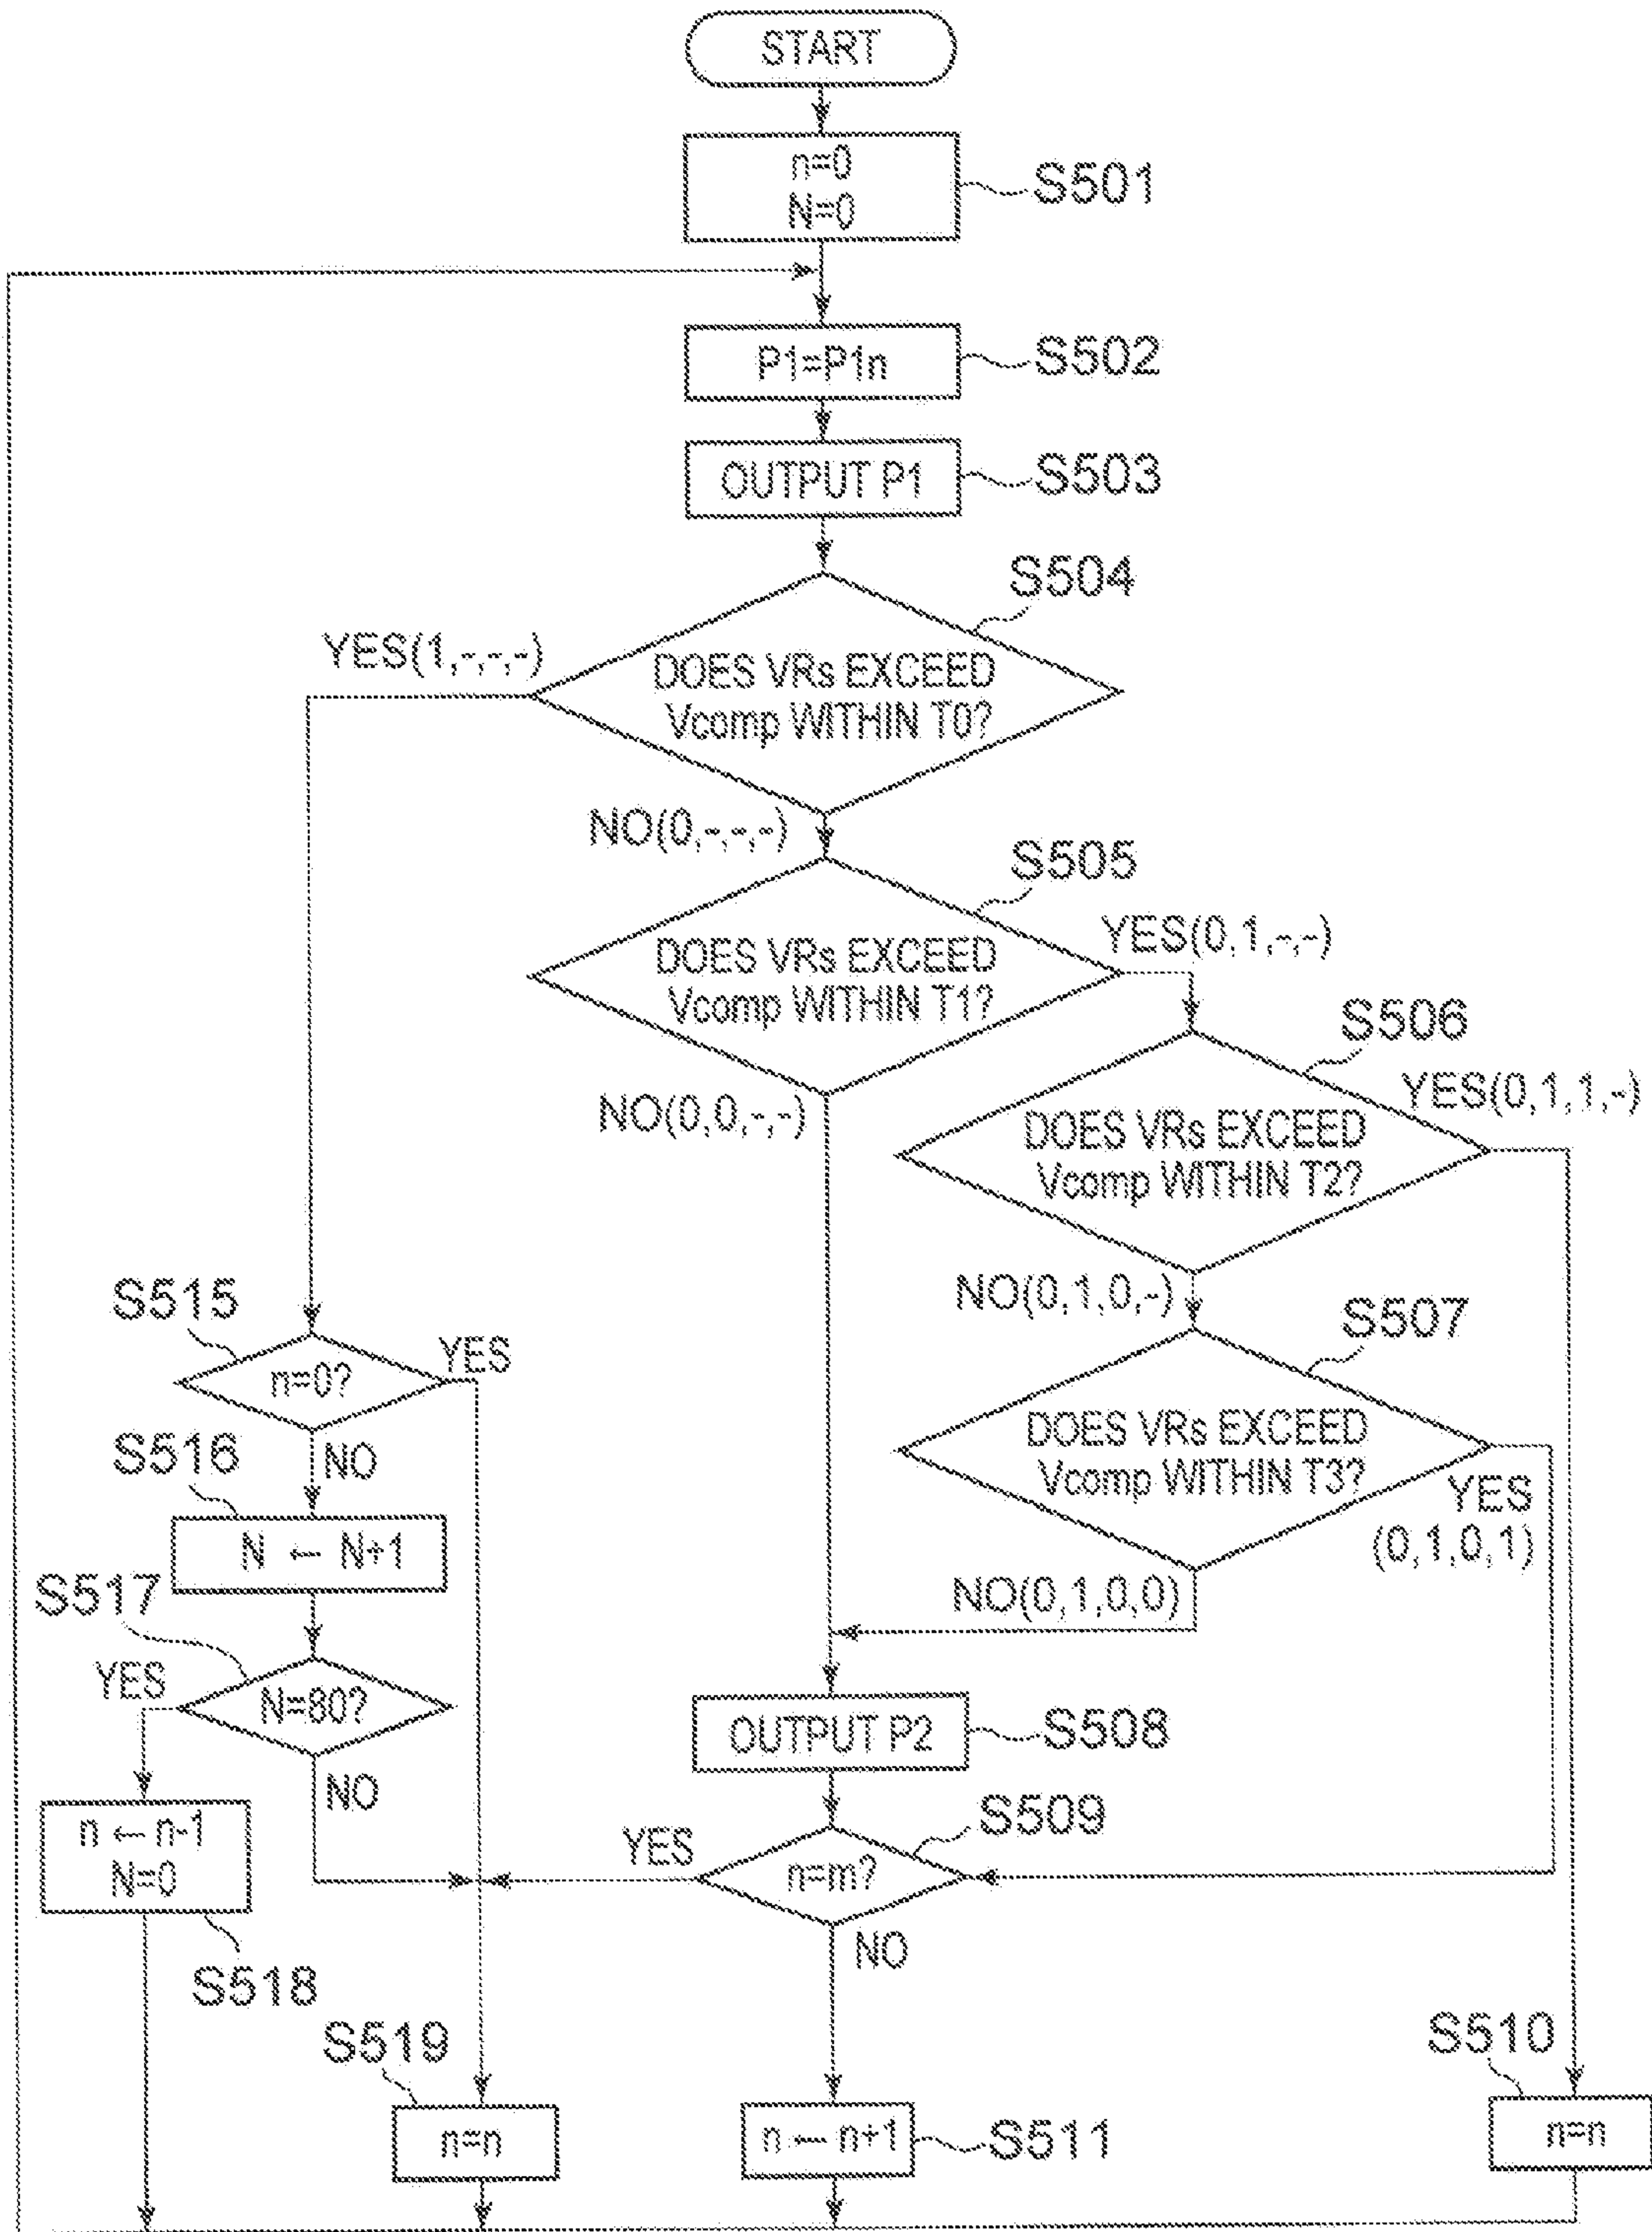 START
n=0
N=0
S501
P1=P1n
S502
OUTPUT P1
S503
S504
YES(1,-,-,-)
DOES VRs EXCEED
Vcomp WITHIN T0?
NO(0,-,-,-)
S505
YES(0,1,-,-)
DOES VRs EXCEED
Vcomp WITHIN T1?
S506
YES(0,1,1,-)
NO(0,0,-,-)
DOES VRs EXCEED
Vcomp WITHIN T2?
NO(0,1,0,-)
S507
S515
n=0?
YES
DOES VRs EXCEED
Vcomp WITHIN T3?
YES
(0,1,0,1)
S516
NO
N ← N+1
S517
NO(0,1,0,0)
YES
N=80?
OUTPUT P2
S508
NO
S509
n ← n-1
N=0
YES
n=m?
NO
S518
S519
S510
n=n
n ← n+1
S511
n=n